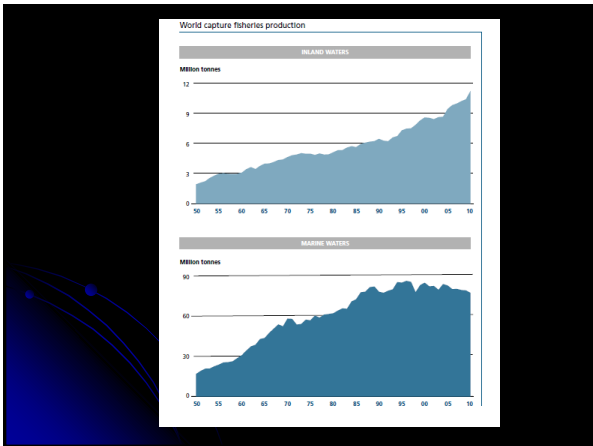 World capture fisheries production
INLAND WATERS
Million tonnes
12
9
6
3
0
50 55 60 65 70 75 80 85 90 95 00 05 10
MARINE WATERS
Million tonnes
90
60
30
0
50 55 60 65 70 75 80 85 90 95 00 05 10